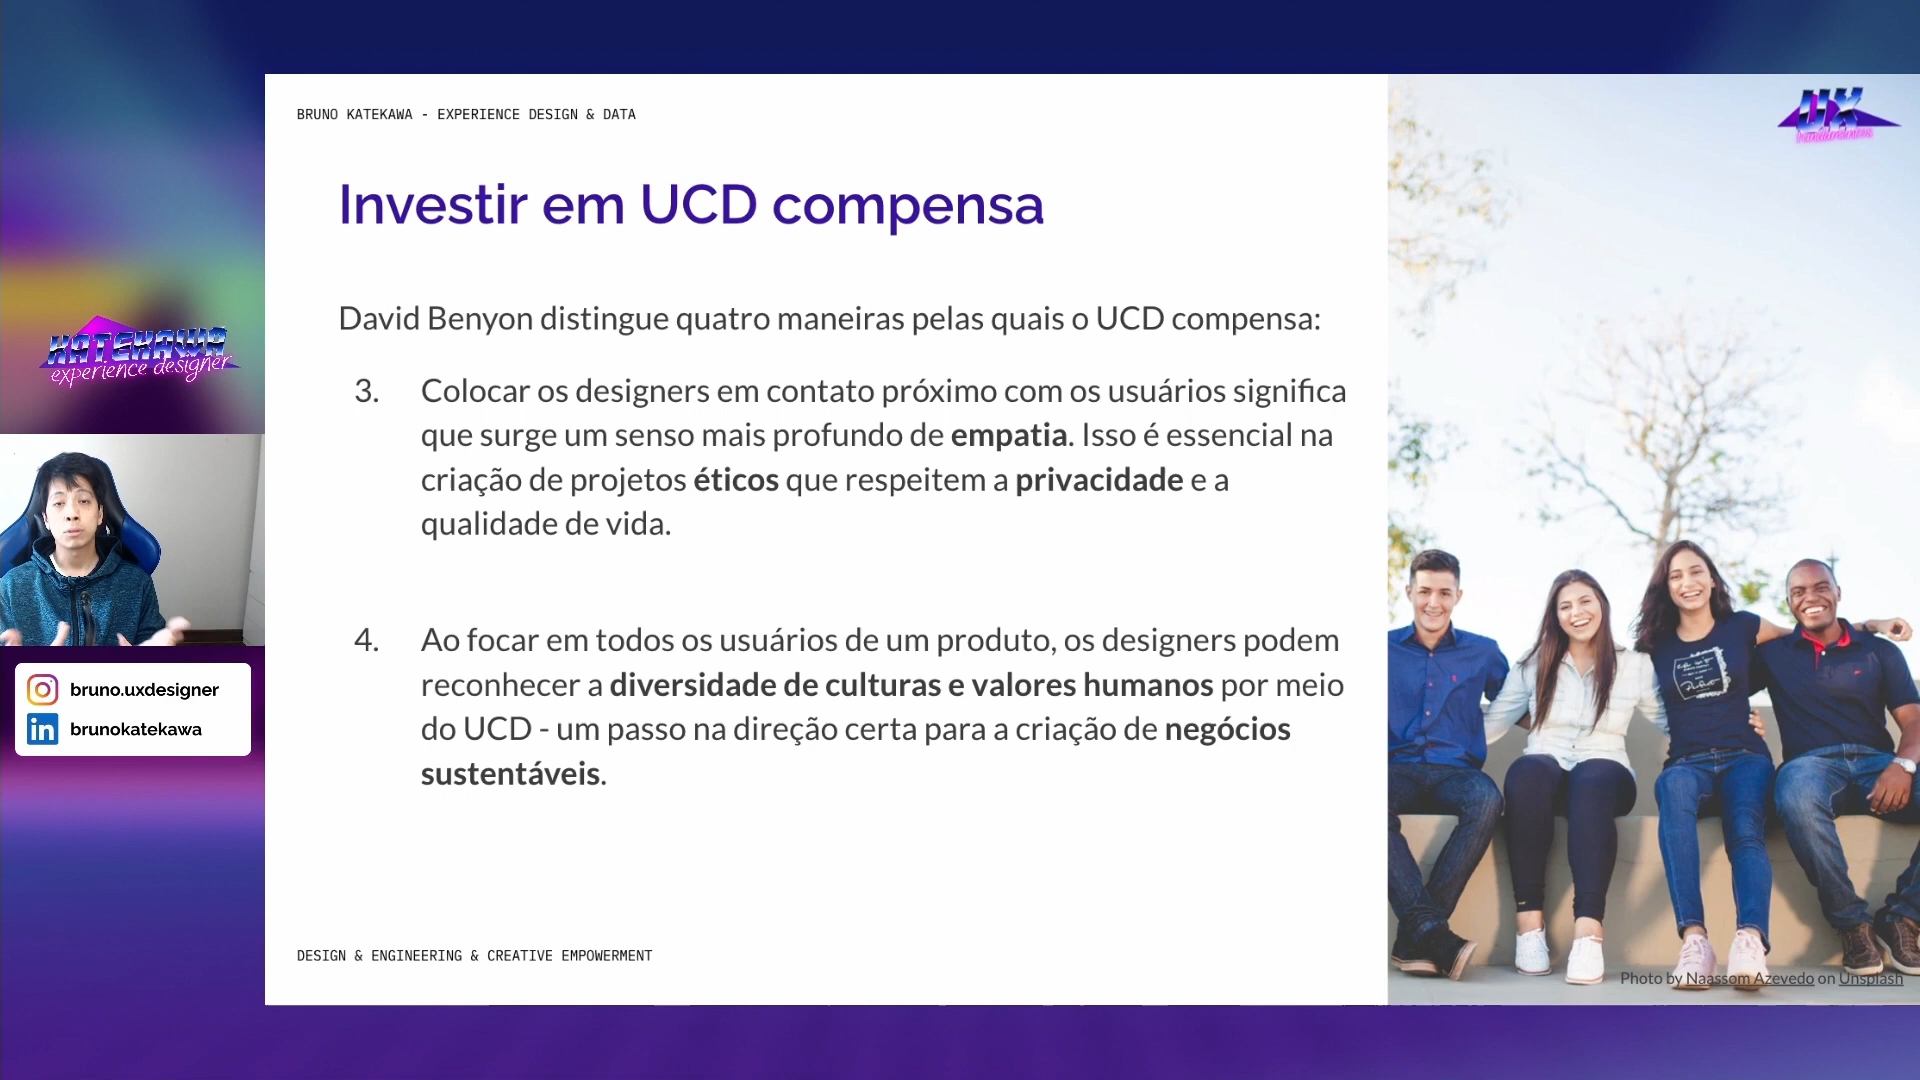 BRUNO KATEKAWA - EXPERIENCE DESIGN & DATA
UX
fundamentos
Investir em UCD compensa
David Benyon distingue quatro maneiras pelas quais o UCD compensa:
3. Colocar os designers em contato próximo com os usuários significa
que surge um senso mais profundo de empatia. Isso é essencial na
criação de projetos éticos que respeitem a privacidade e a
qualidade de vida.
4. Ao focar em todos os usuários de um produto, os designers podem
reconhecer a diversidade de culturas e valores humanos por meio
do UCD - um passo na direção certa para a criação de negócios
sustentáveis.
DESIGN & ENGINEERING & CREATIVE EMPOWERMENT
Photo by Naassom Azevedo on Unsplash
KATEKAWA
experience designer
bruno.uxdesigner
in brunokatekawa